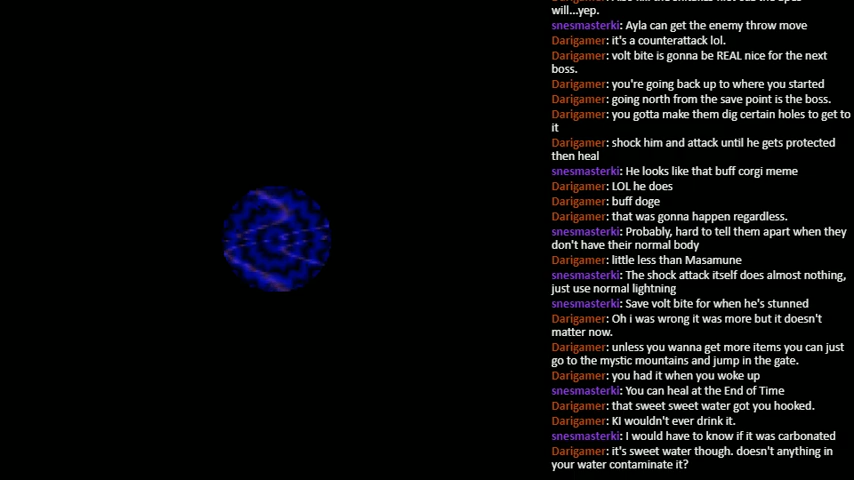 will...yep.
snesmasterki: Ayla can get the enemy throw move
Darigamer: it's a counterattack lol.
Darigamer: volt bite is gonna be REAL nice for the next
boss.
Darigamer: you're going back up to where you started
Darigamer: going north from the save point is the boss.
Darigamer: you gotta make them dig certain holes to get to
it
Darigamer: shock him and attack until he gets protected
then heal
snesmasterki: He looks like that buff corgi meme
Darigamer: LOL he does
Darigamer: buff doge
Darigamer: that was gonna happen regardless.
snesmasterki: Probably, hard to tell them apart when they
don't have their normal body
Darigamer: little less than Masamune
snesmasterki: The shock attack itself does almost nothing,
just use normal lightning
snesmasterki: Save volt bite for when he's stunned
Darigamer: Oh i was wrong it was more but it doesn't
matter now.
Darigamer: unless you wanna get more items you can just
go to the mystic mountains and jump in the gate.
Darigamer: you had it when you woke up
snesmasterki: You can heal at the End of Time
Darigamer: that sweet sweet water got you hooked.
Darigamer: KI wouldn't ever drink it.
snesmasterki: I would have to know if it was carbonated
Darigamer: it's sweet water though. doesn't anything in
your water contaminate it?